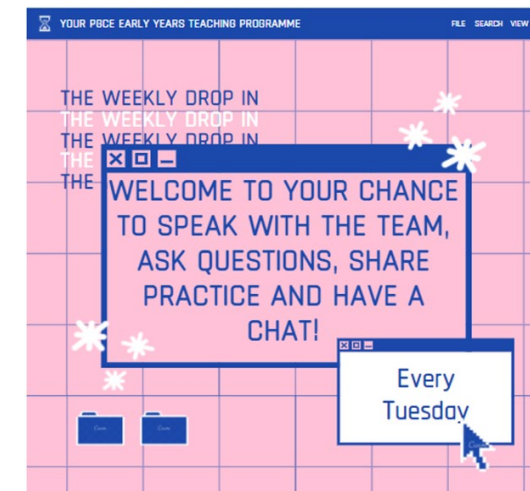 YOUR PGCE EARLY YEARS TEACHING PROGRAMME
FILE SEARCH VIEW
THE WEEKLY DROP IN
THE WEEKLY DROP IN
THE WEEKLY DROP IN
THE
THE
WELCOME TO YOUR CHANCE
TO SPEAK WITH THE TEAM,
ASK QUESTIONS, SHARE
PRACTICE AND HAVE A
CHAT!
Every
Tuesday